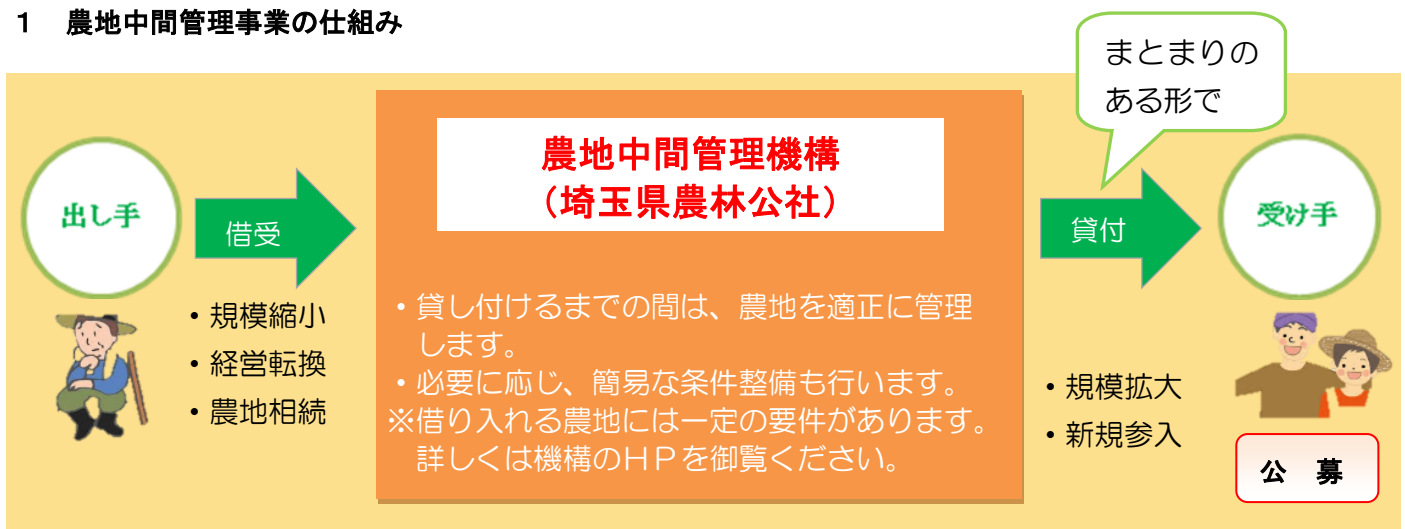 １　農地中間管理事業の仕組み
まとまりの
ある形で
出し手
借受
・規模縮小
・経営転換
・農地相続
農地中間管理機構
（埼玉県農林公社）
・貸し付けるまでの間は、農地を適正に管理
します。
・必要に応じ、簡易な条件整備も行います。
※借り入れる農地には一定の要件があります。
詳しくは機構のＨＰを御覧ください。
貸付
受け手
・規模拡大
・新規参入
公　募